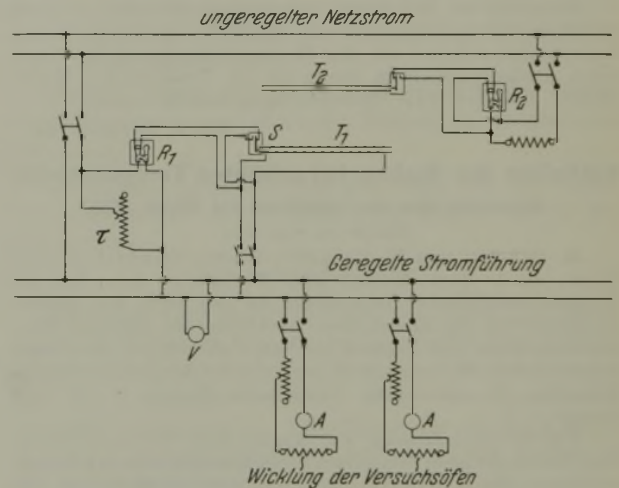 ungeregelter Netzstrom
T₂
R₂
S
T₁
R₁
τ
Geregelte Stromführung
V
A
A
Wicklung der Versuchsöfen